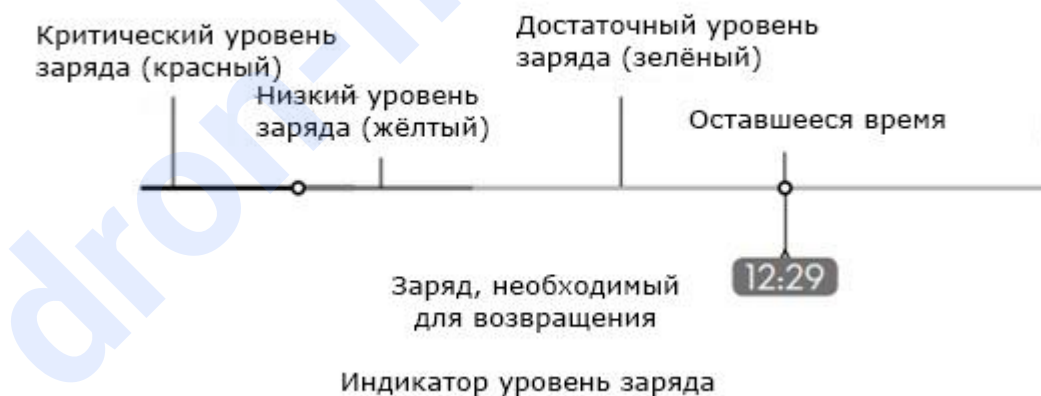 Критический уровень
заряда (красный)
Низкий уровень
заряда (жёлтый)
Достаточный уровень
заряда (зелёный)
Оставшееся время
12:29
Заряд, необходимый
для возвращения
Индикатор уровень заряда